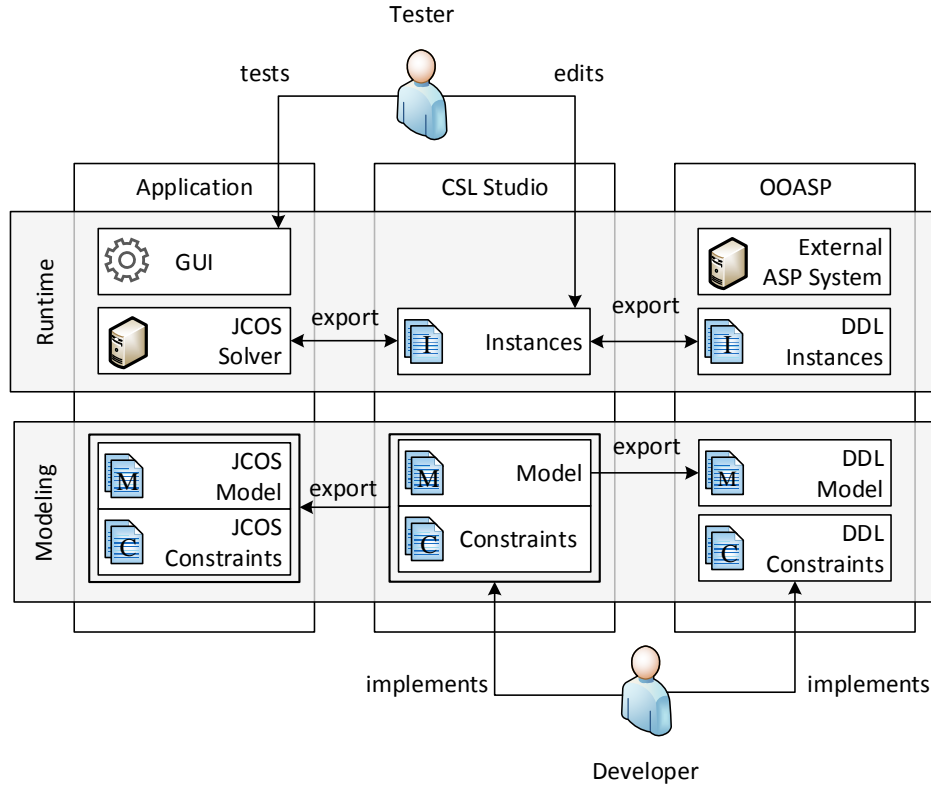 Tester
tests
edits
Application
CSL Studio
OOASP
Runtime
GUI
External
ASP System
JCOS
Solver
export
I
Instances
export
I
DDL
Instances
Modeling
M
JCOS
Model
C
JCOS
Constraints
export
M
Model
C
Constraints
export
M
DDL
Model
C
DDL
Constraints
implements
implements
Developer